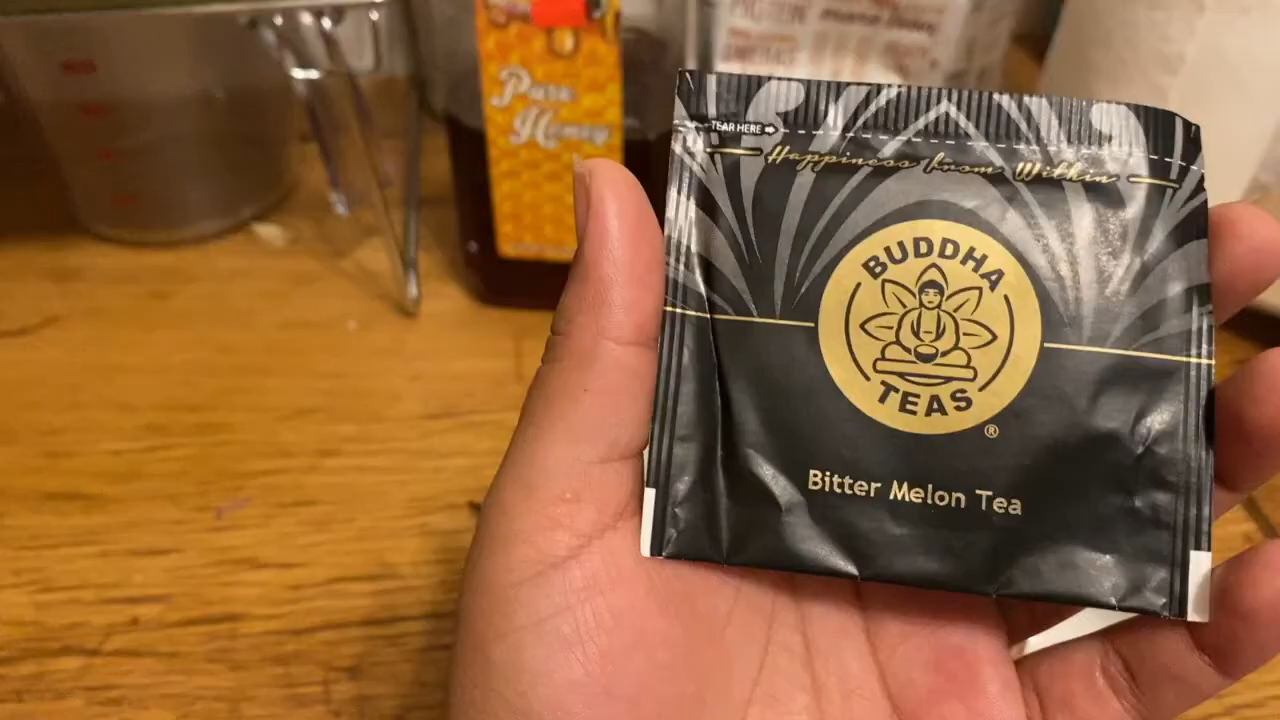 Pure
Honey
TEAR HERE
Happiness from Within
BUDDHA
TEAS
®
Bitter Melon Tea